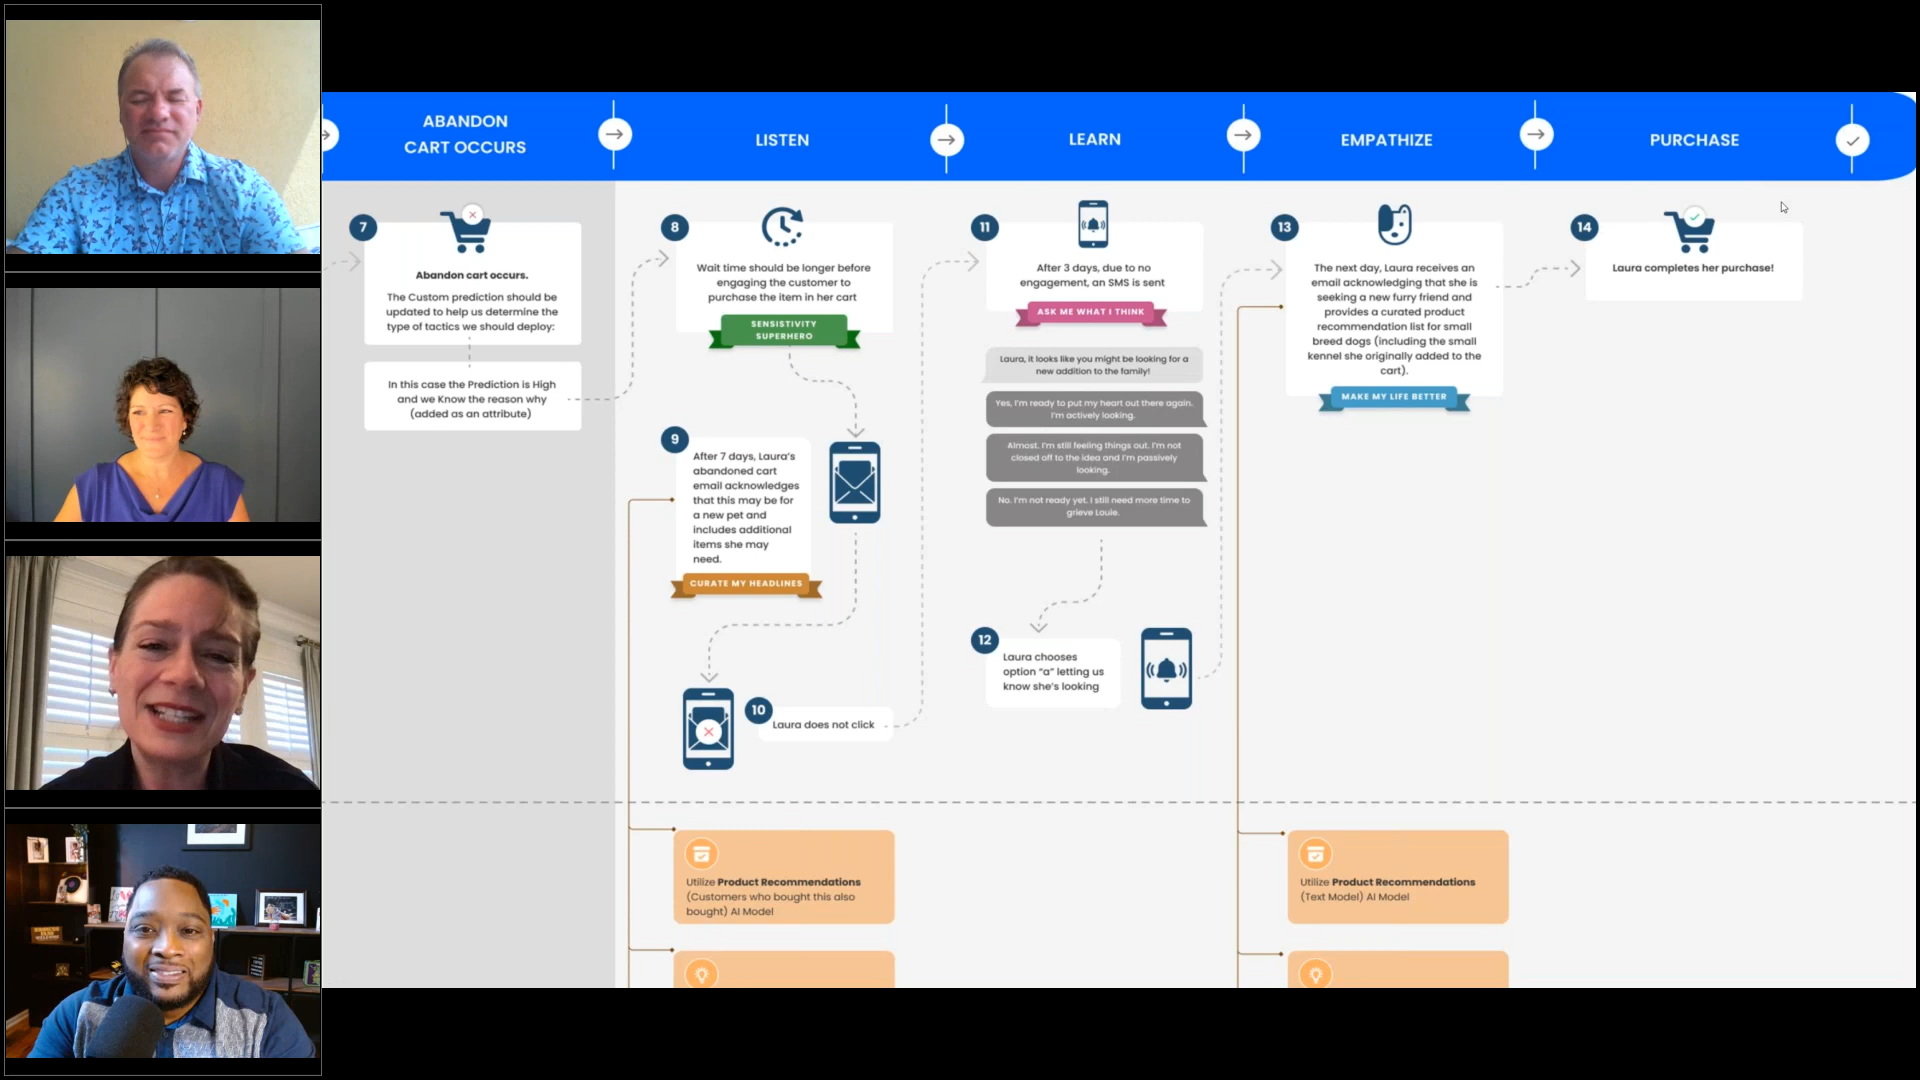 ABANDON
CART OCCURS
LISTEN
LEARN
EMPATHIZE
PURCHASE
7
Abandon cart occurs.
The Custom prediction should be
updated to help us determine the
type of tactics we should deploy:
In this case the Prediction is High
and we Know the reason why
(added as an attribute)
8
Wait time should be longer before
engaging the customer to
purchase the item in her cart
SENSISTIVITY
SUPERHERO
9
After 7 days, Laura's
abandoned cart
email acknowledges
that this may be for
a new pet and
includes additional
items she may
need.
CURATE MY HEADLINES
10
Laura does not click
11
After 3 days, due to no
engagement, an SMS is sent
ASK ME WHAT I THINK
Laura, it looks like you might be looking for a
new addition to the family!
Yes, I'm ready to put my heart out there again.
I'm actively looking.
Almost. I'm still feeling things out. I'm not
closed off to the idea and I'm passively
looking.
No. I'm not ready yet. I still need more time to
grieve Louie.
12
Laura chooses
option "a" letting us
know she's looking
13
The next day, Laura receives an
email acknowledging that she is
seeking a new furry friend and
provides a curated product
recommendation list for small
breed dogs (including the small
kennel she originally added to the
cart).
MAKE MY LIFE BETTER
14
Laura completes her purchase!
Utilize Product Recommendations
(Customers who bought this also
bought) AI Model
Utilize Product Recommendations
(Text Model) AI Model